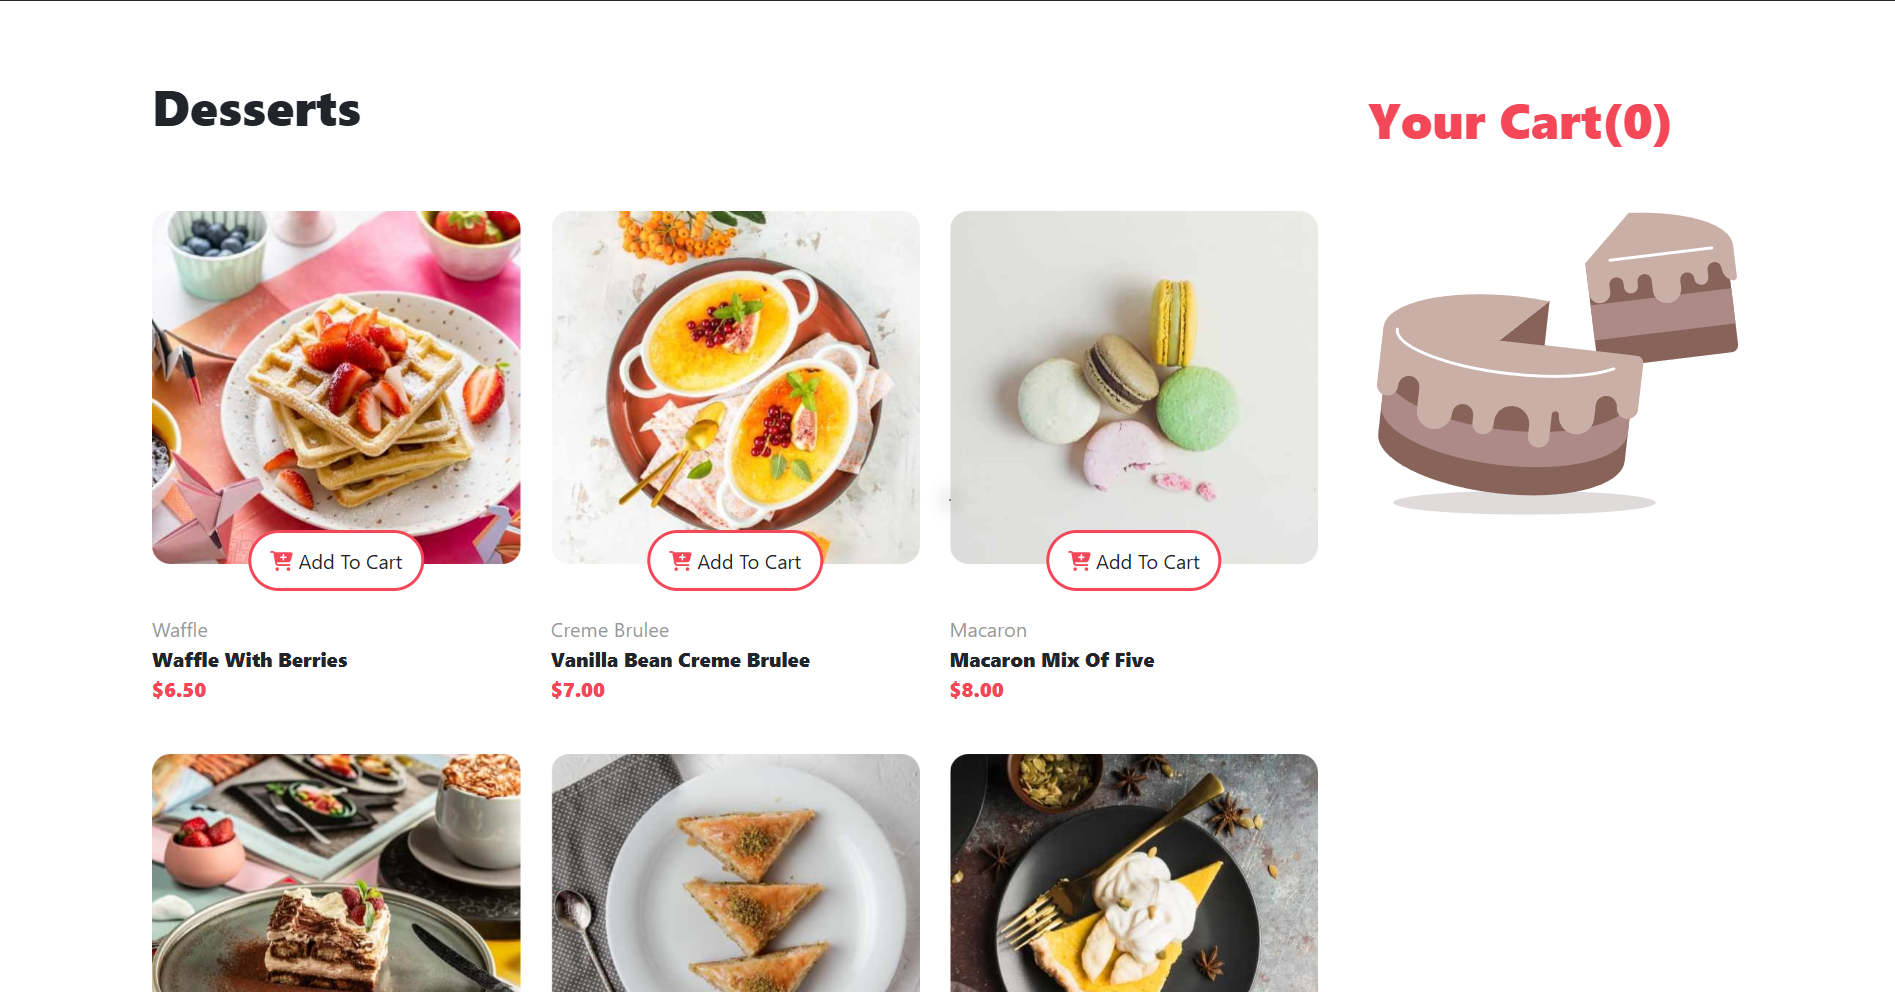 Desserts
Your Cart(0)
Add To Cart
Add To Cart
Add To Cart
Waffle
Waffle With Berries
$6.50
Creme Brulee
Vanilla Bean Creme Brulee
$7.00
Macaron
Macaron Mix Of Five
$8.00